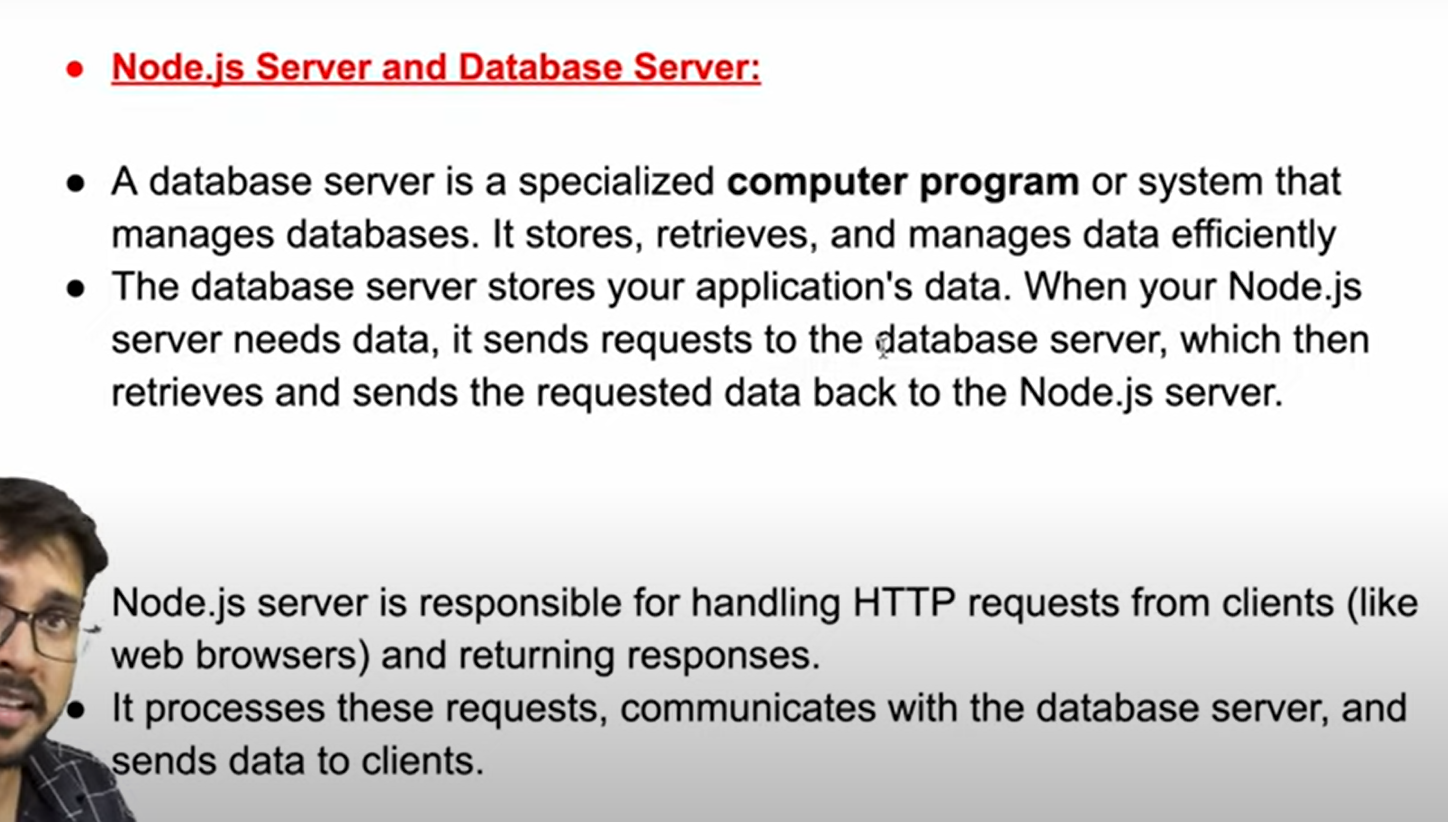 Node.js Server and Database Server:
A database server is a specialized computer program or system that
manages databases. It stores, retrieves, and manages data efficiently
The database server stores your application's data. When your Node.js
server needs data, it sends requests to the database server, which then
retrieves and sends the requested data back to the Node.js server.
Node.js server is responsible for handling HTTP requests from clients (like
web browsers) and returning responses.
It processes these requests, communicates with the database server, and
sends data to clients.